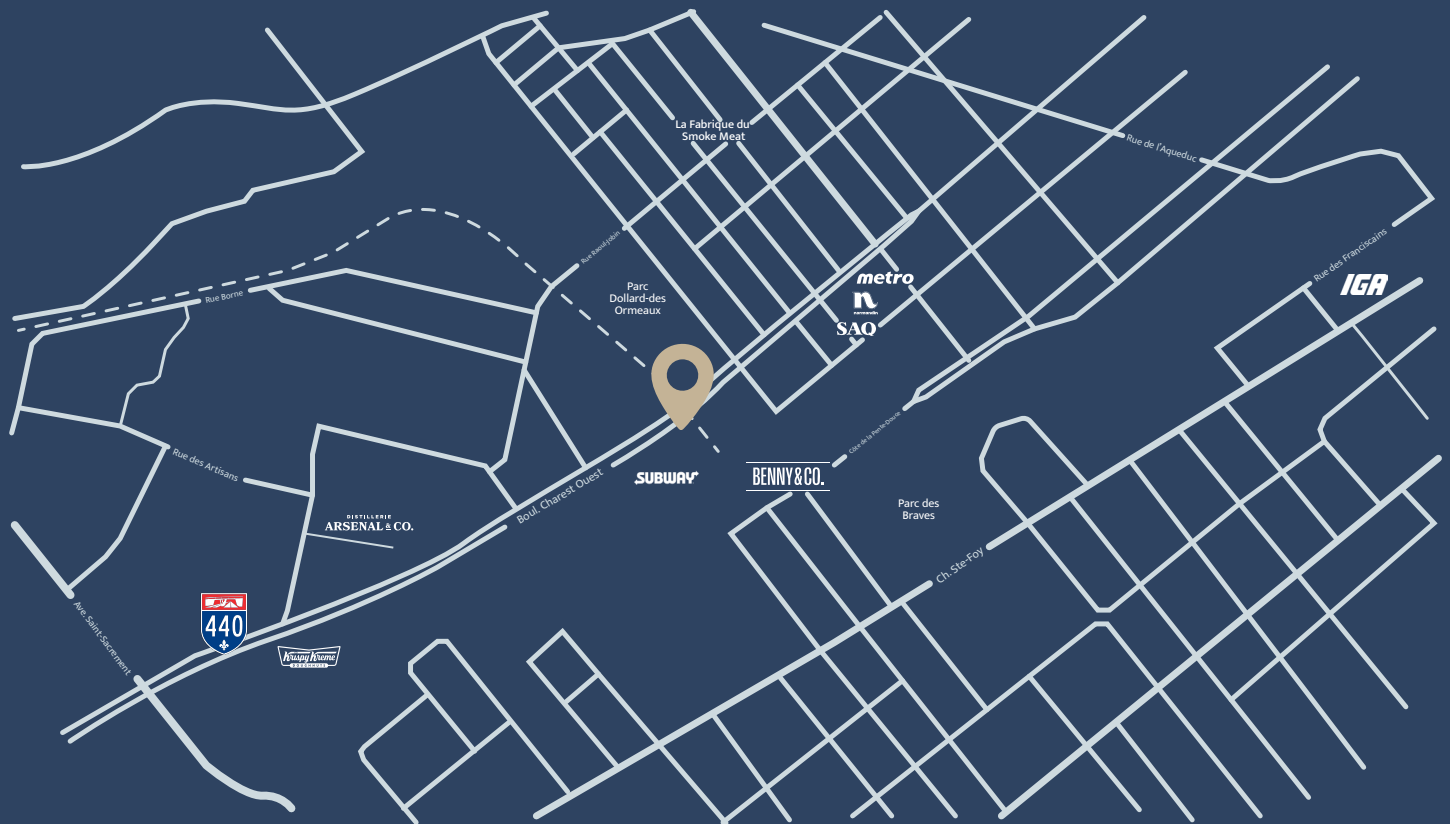 La Fabrique du
Smoke Meat
Rue de l'Aqueduc
Rue Raoul-Jobin
Rue des Franciscains
metro
IGA
Parc
Dollard-des
Ormeaux
Rue Borne
n
normandin
SAQ
Côte de la Pente-Douce
Rue des Artisans
SUBWAY
BENNY&CO.
Boul. Charest Ouest
Parc des
Braves
DISTILLERIE
ARSENAL & CO.
Ch. Ste-Foy
440
Ave. Saint-Sacrement
Krispy Kreme
DOUGHNUTS